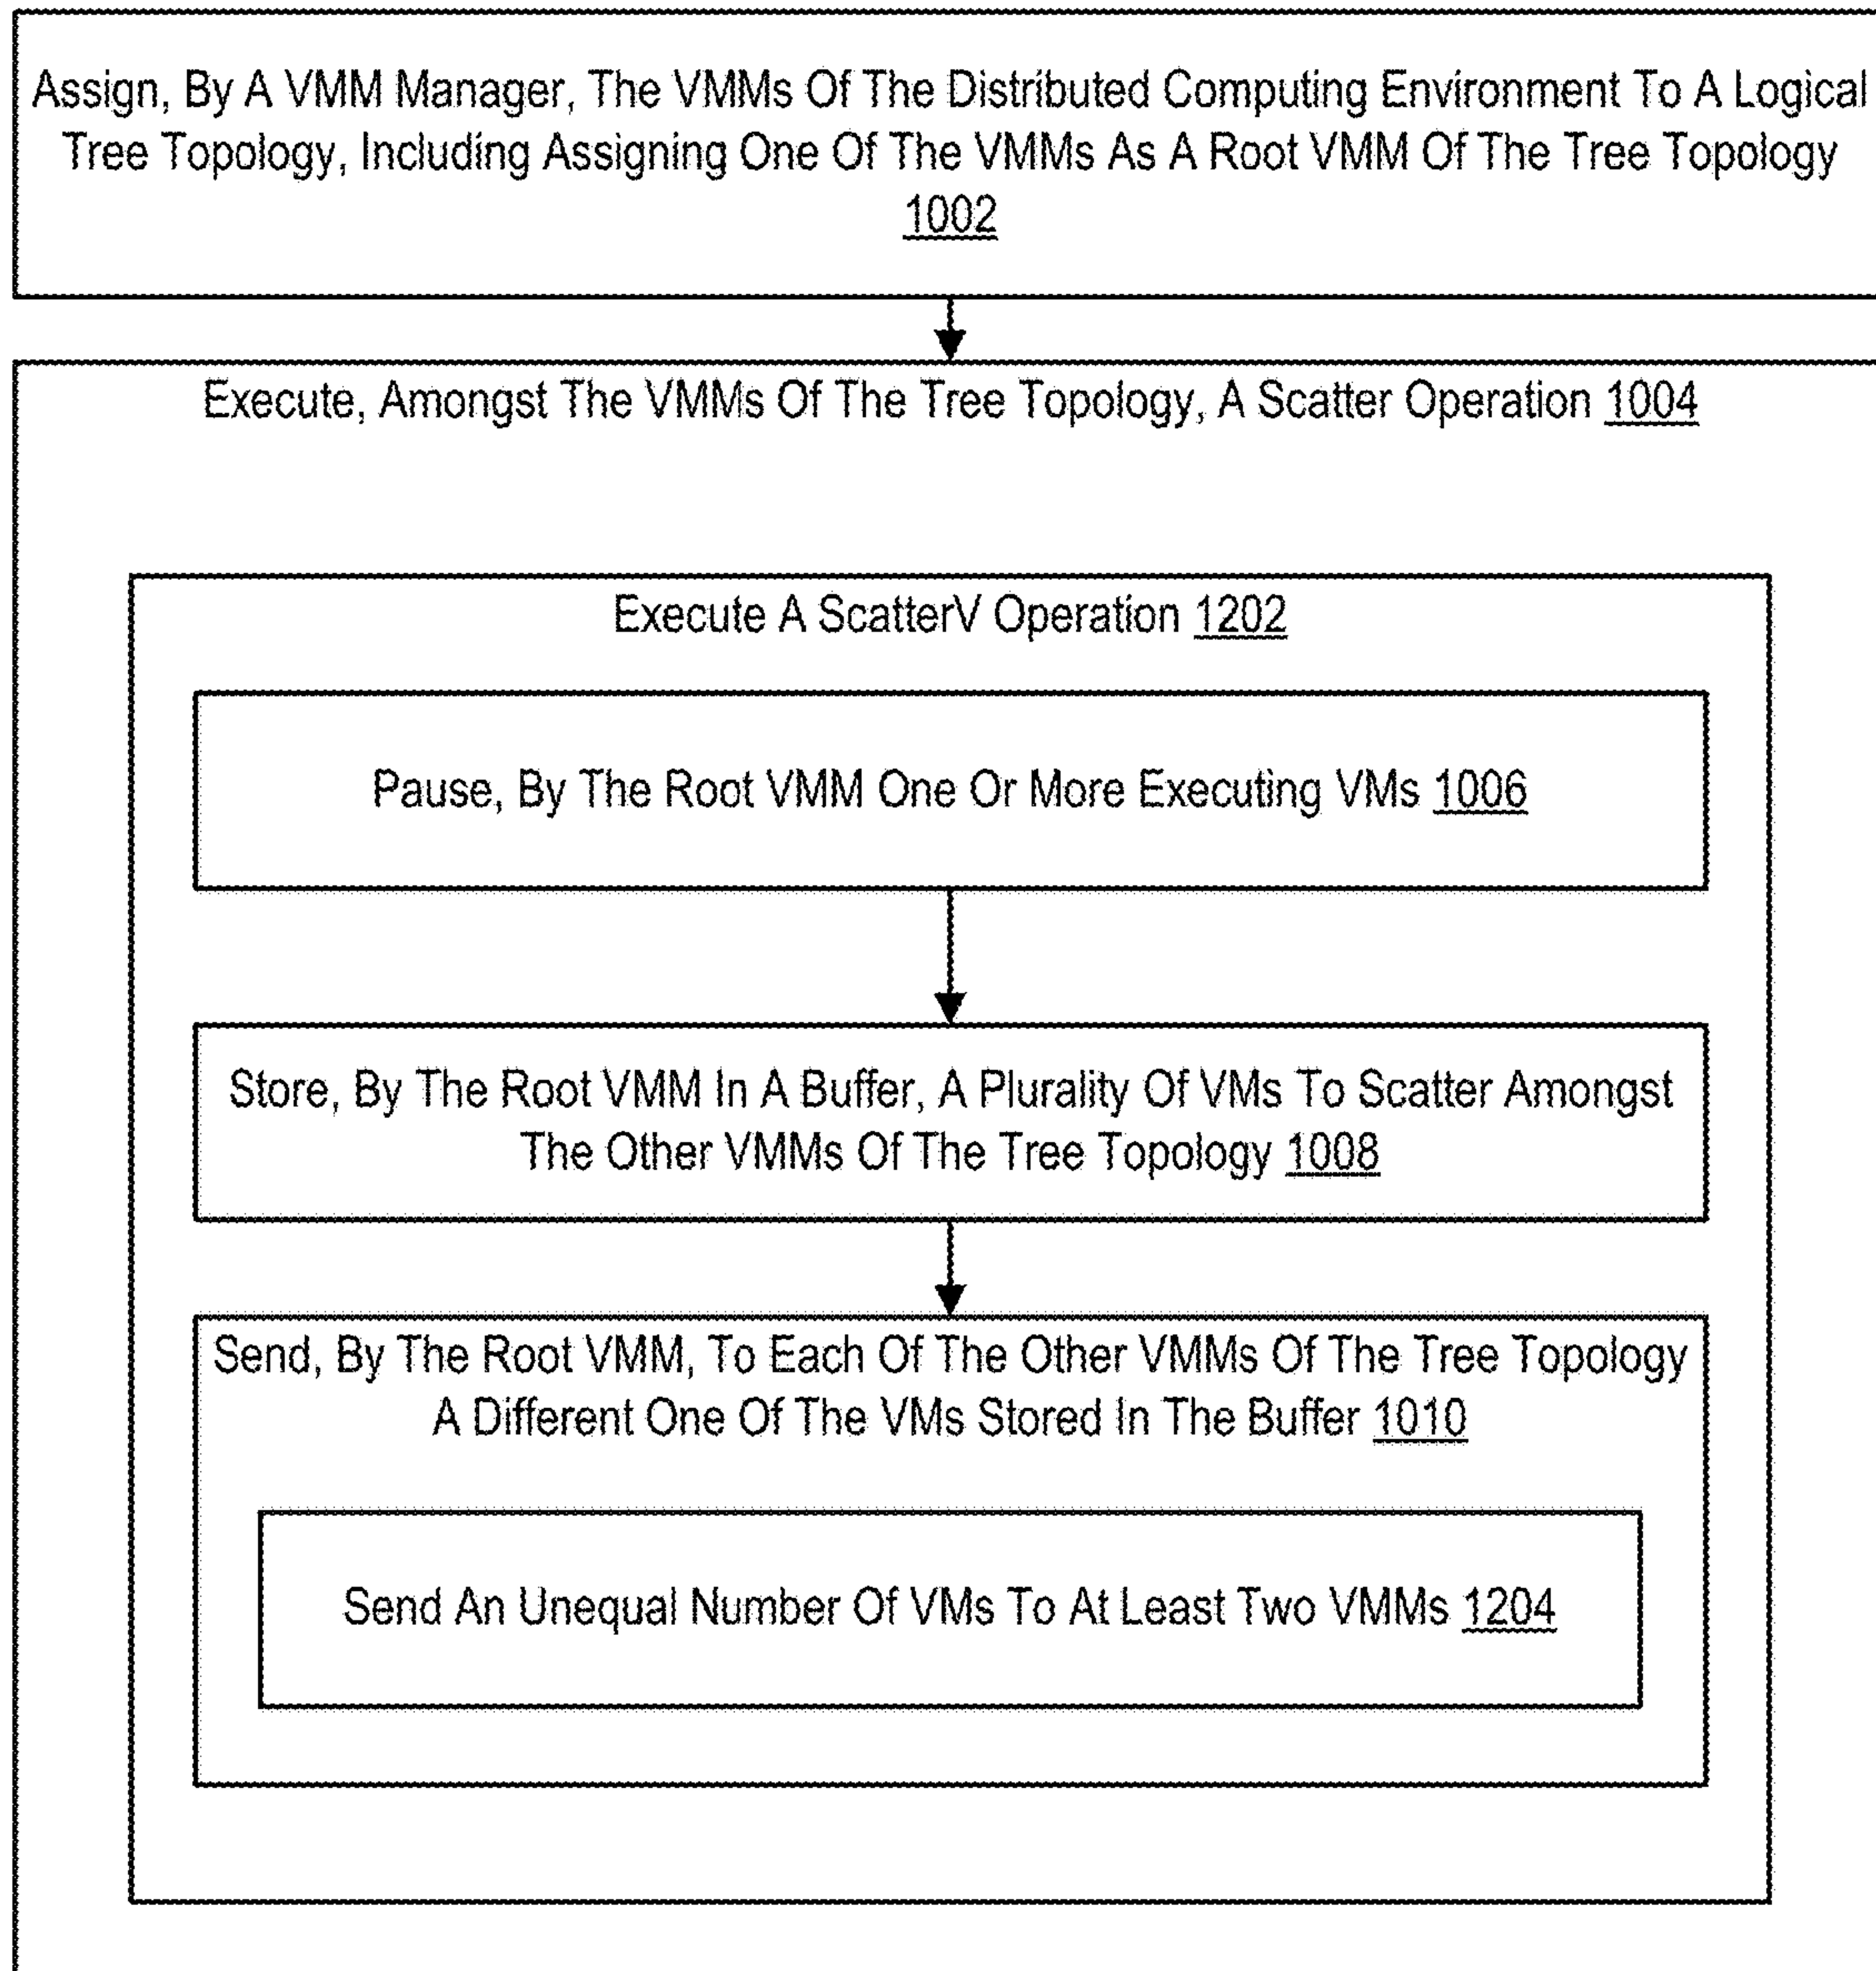 Assign, By A VMM Manager, The VMMs Of The Distributed Computing Environment To A Logical
Tree Topology, Including Assigning One Of The VMMs As A Root VMM Of The Tree Topology
1002
Execute, Amongst The VMMs Of The Tree Topology, A Scatter Operation 1004
Execute A ScatterV Operation 1202
Pause, By The Root VMM One Or More Executing VMs 1006
Store, By The Root VMM In A Buffer, A Plurality Of VMs To Scatter Amongst
The Other VMMs Of The Tree Topology 1008
Send, By The Root VMM, To Each Of The Other VMMs Of The Tree Topology
A Different One Of The VMs Stored In The Buffer 1010
Send An Unequal Number Of VMs To At Least Two VMMs 1204